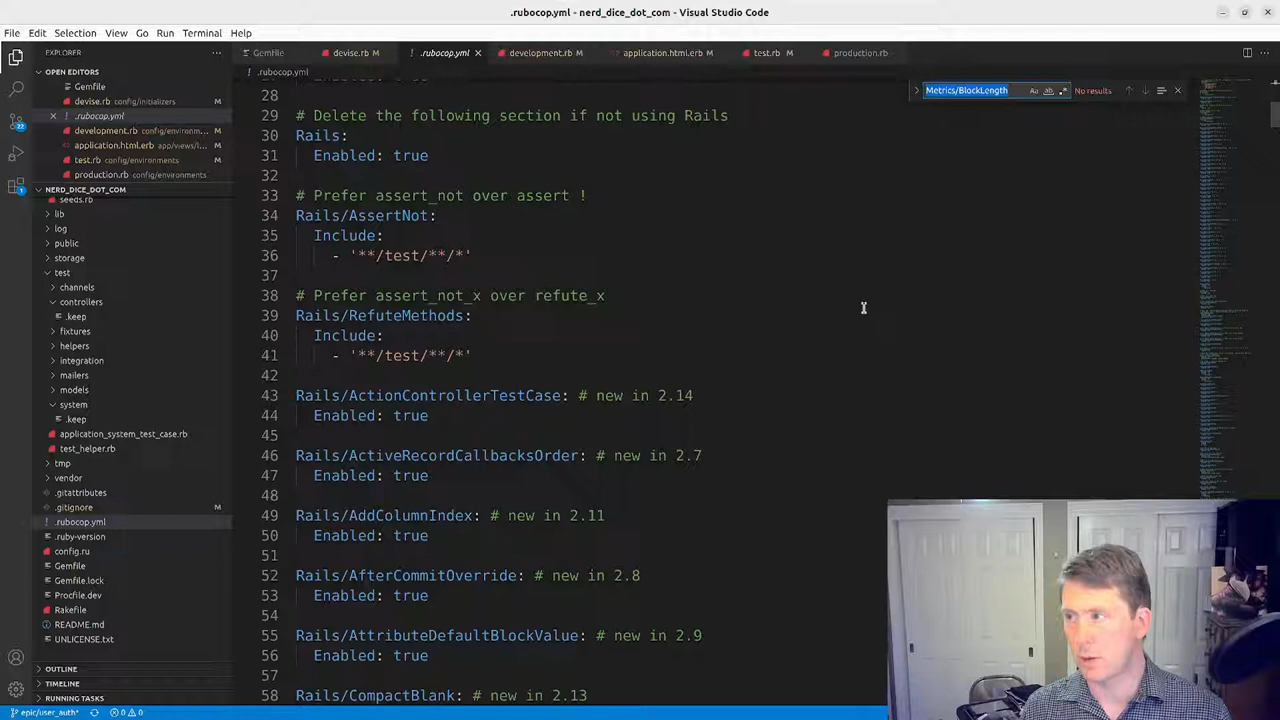 .rubocop.yml - nerd_dice_dot_com - Visual Studio Code
File Edit Selection View Go Run Terminal Help
EXPLORER
Gemfile
devise.rb M
.rubocop.yml
development.rb M
application.html.erb M
test.rb M
production.rb
OPEN EDITORS
Gemfile
devise.rb config/initializers M
.rubocop.yml
development.rb config/environm... M
application.html.erb app/views/l... M
test.rb config/environments M
production.rb config/environments
NERD_DICE_DOT_COM
seeds.rb
lib
log
public
storage
test
channels
controllers
.keep
fixtures
helpers
integration
mailers
models
system
.keep
application_system_test_case.rb
test_helper.rb
tmp
vendor
.gitattributes
.gitignore M
.rubocop.yml
.ruby-version
config.ru
Gemfile
Gemfile.lock
Procfile.dev
Rakefile
README.md
UNLICENSE.txt
OUTLINE
TIMELINE
RUNNING TASKS
22
1
.rubocop.yml
Metrics/BlockLength
Aa ab .* No results
28
29 # Delete the following section if not using Rails
30 Rails:
31 Enabled: true
32
33 # Prefer assert_not over assert !
34 Rails/AssertNot:
35 Include:
36 '**/test/**/*'
37
38 # Prefer assert_not_x over refute_x
39 Rails/RefuteMethods:
40 Include:
41 '**/test/**/*'
42
43 Rails/ActionControllerTestCase: # new in 2.14
44 Enabled: true
45
46 Rails/ActiveRecordCallbacksOrder: # new in 2.7
47 Enabled: true
48
49 Rails/AddColumnIndex: # new in 2.11
50 Enabled: true
51
52 Rails/AfterCommitOverride: # new in 2.8
53 Enabled: true
54
55 Rails/AttributeDefaultBlockValue: # new in 2.9
56 Enabled: true
57
58 Rails/CompactBlank: # new in 2.13
epic/user_auth* 0 0